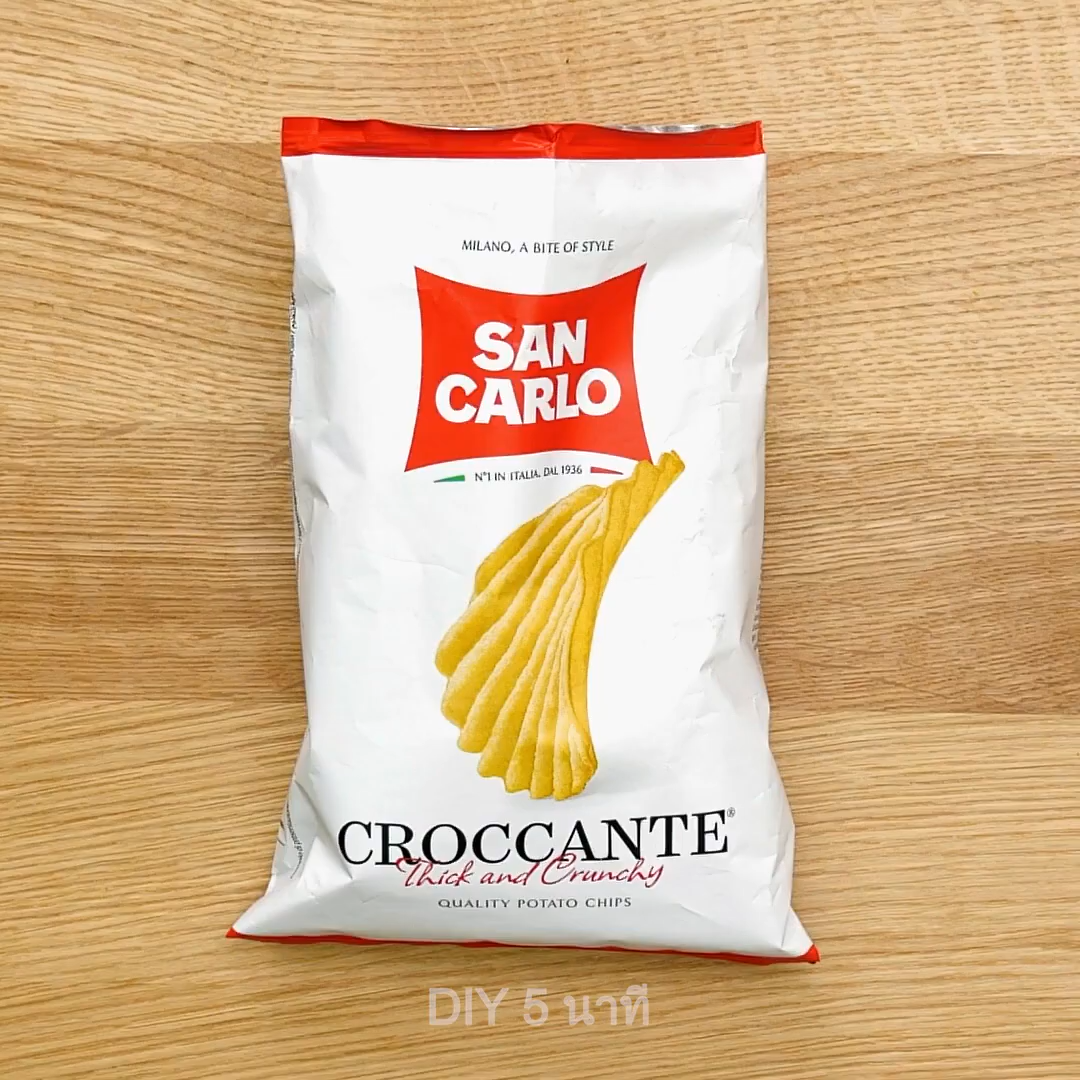 MILANO, A BITE OF STYLE
SAN
CARLO
N°1 IN ITALIA, DAL 1936
CROCCANTE®
Thick and Crunchy
QUALITY POTATO CHIPS
DIY 5 นาที